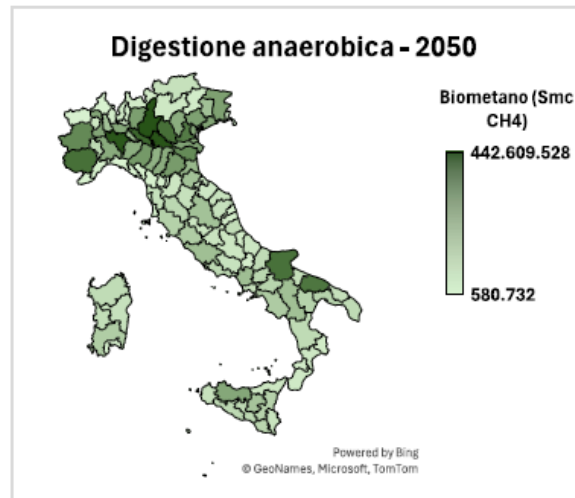 Digestione anaerobica - 2050
Biometano (Smc
CH4)
442.609.528
580.732
Powered by Bing
© GeoNames, Microsoft, TomTom